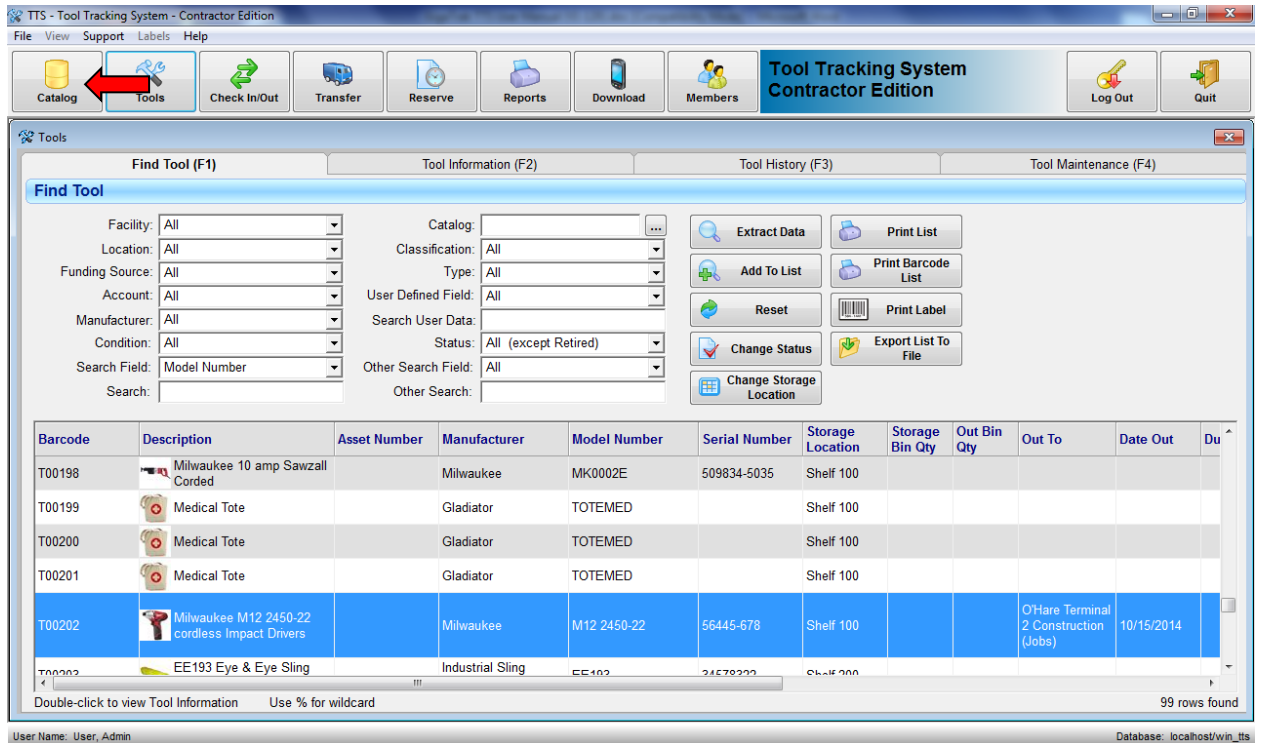 TTS - Tool Tracking System - Contractor Edition
File View Support Labels Help
Catalog Tools Check In/Out Transfer Reserve Reports Download Members
Tool Tracking System
Contractor Edition
Log Out Quit
Tools
Find Tool (F1) Tool Information (F2) Tool History (F3) Tool Maintenance (F4)
Find Tool
Facility: All Catalog: ... Extract Data Print List
Location: All Classification: All
Funding Source: All Type: All Add To List Print Barcode List
Account: All User Defined Field: All
Manufacturer: All Search User Data: Reset Print Label
Condition: All Status: All (except Retired) Change Status Export List To File
Search Field: Model Number Other Search Field: All
Search: Other Search: Change Storage Location
Barcode Description Asset Number Manufacturer Model Number Serial Number Storage Location Storage Bin Qty Out Bin Qty Out To Date Out Du
T00198 Milwaukee 10 amp Sawzall Corded Milwaukee MK0002E 509834-5035 Shelf 100
T00199 Medical Tote Gladiator TOTEMED Shelf 100
T00200 Medical Tote Gladiator TOTEMED Shelf 100
T00201 Medical Tote Gladiator TOTEMED Shelf 100
T00202 Milwaukee M12 2450-22 cordless Impact Drivers Milwaukee M12 2450-22 56445-678 Shelf 100 O'Hare Terminal 2 Construction (Jobs) 10/15/2014
T00203 EE193 Eye & Eye Sling Industrial Sling EE193 34578322 Shelf 200
Double-click to view Tool Information Use % for wildcard 99 rows found
User Name: User, Admin Database: localhost/win_tts